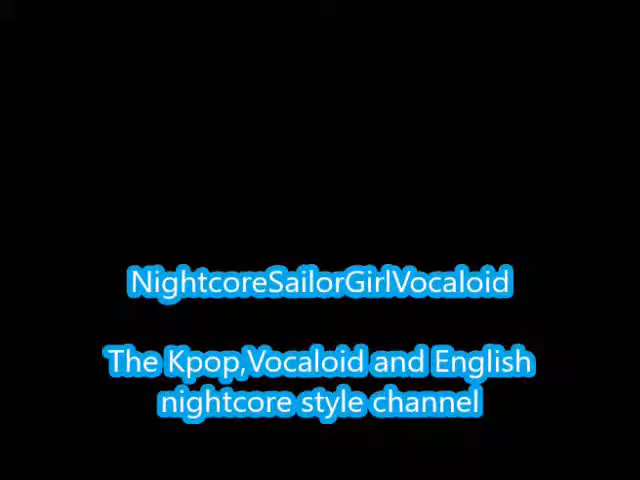 NightcoreSailorGirlVocaloid
The Kpop,Vocaloid and English
nightcore style channel